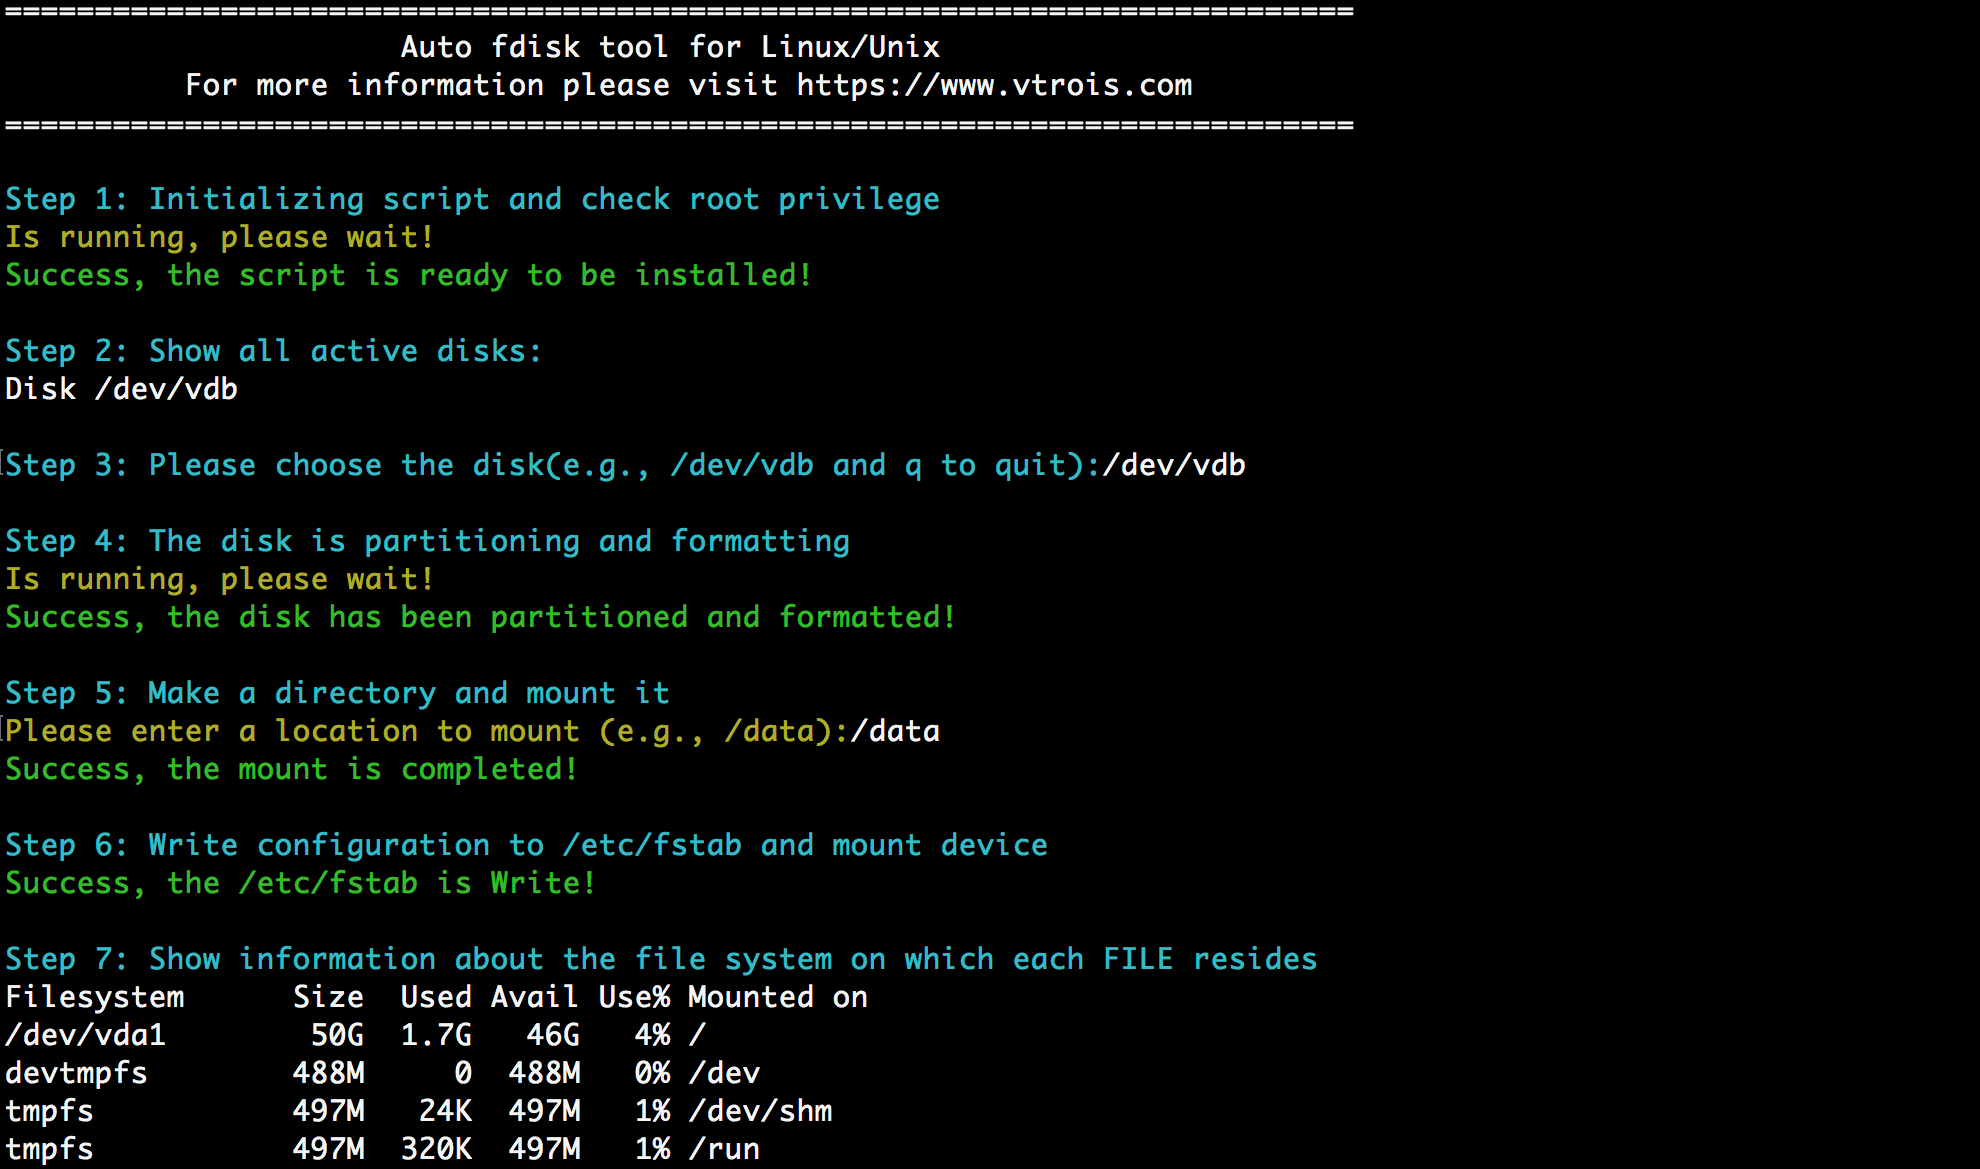 ===========================================================================
Auto fdisk tool for Linux/Unix
For more information please visit https://www.vtrois.com
===========================================================================
Step 1: Initializing script and check root privilege
Is running, please wait!
Success, the script is ready to be installed!
Step 2: Show all active disks:
Disk /dev/vdb
Step 3: Please choose the disk(e.g., /dev/vdb and q to quit):/dev/vdb
Step 4: The disk is partitioning and formatting
Is running, please wait!
Success, the disk has been partitioned and formatted!
Step 5: Make a directory and mount it
Please enter a location to mount (e.g., /data):/data
Success, the mount is completed!
Step 6: Write configuration to /etc/fstab and mount device
Success, the /etc/fstab is Write!
Step 7: Show information about the file system on which each FILE resides
Filesystem      Size  Used Avail Use% Mounted on
/dev/vda1        50G  1.7G   46G   4% /
devtmpfs        488M     0  488M   0% /dev
tmpfs           497M   24K  497M   1% /dev/shm
tmpfs           497M  320K  497M   1% /run